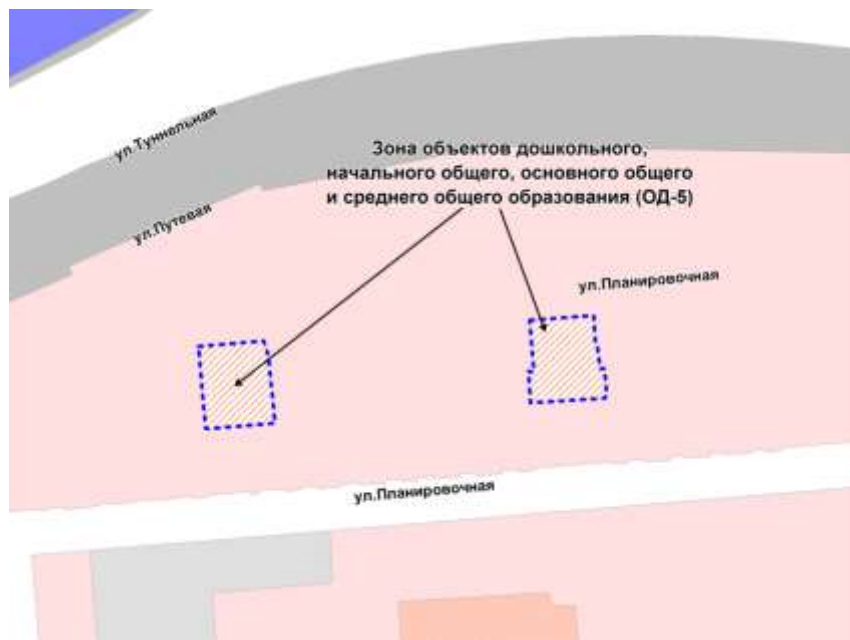 ул.Туннельная
Зона объектов дошкольного,
начального общего, основного общего
и среднего общего образования (ОД-5)
ул.Путевая
ул.Планировочная
ул.Планировочная